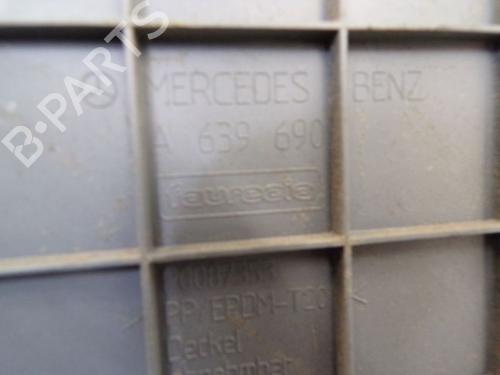 B-PARTS
MERCEDES BENZ
A 639 690
faurecia
>PP/EPDM-T20<
Deckel